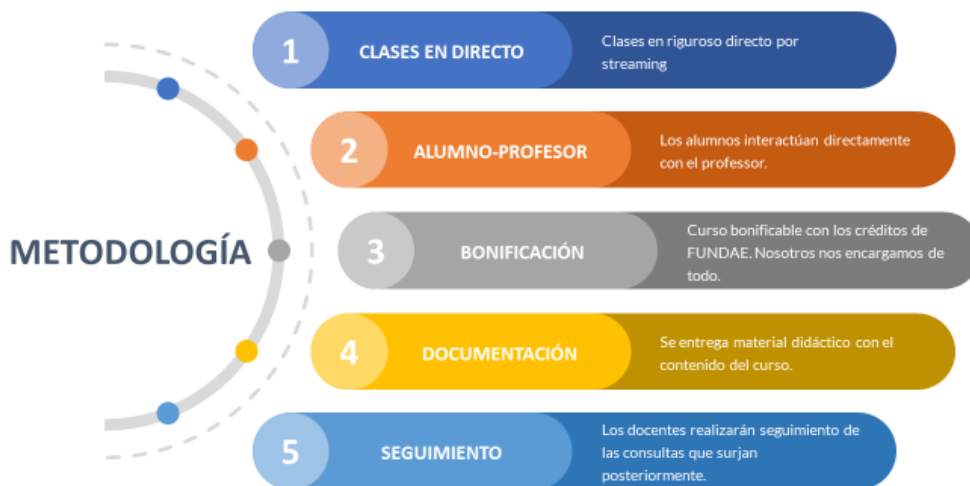 METODOLOGÍA
1
CLASES EN DIRECTO
Clases en riguroso directo por
streaming
2
ALUMNO-PROFESOR
Los alumnos interactúan directamente
con el professor.
3
BONIFICACIÓN
Curso bonificable con los créditos de
FUNDAE. Nosotros nos encargamos de
todo.
4
DOCUMENTACIÓN
Se entrega material didáctico con el
contenido del curso.
5
SEGUIMIENTO
Los docentes realizarán seguimiento de
las consultas que surjan
posteriormente.